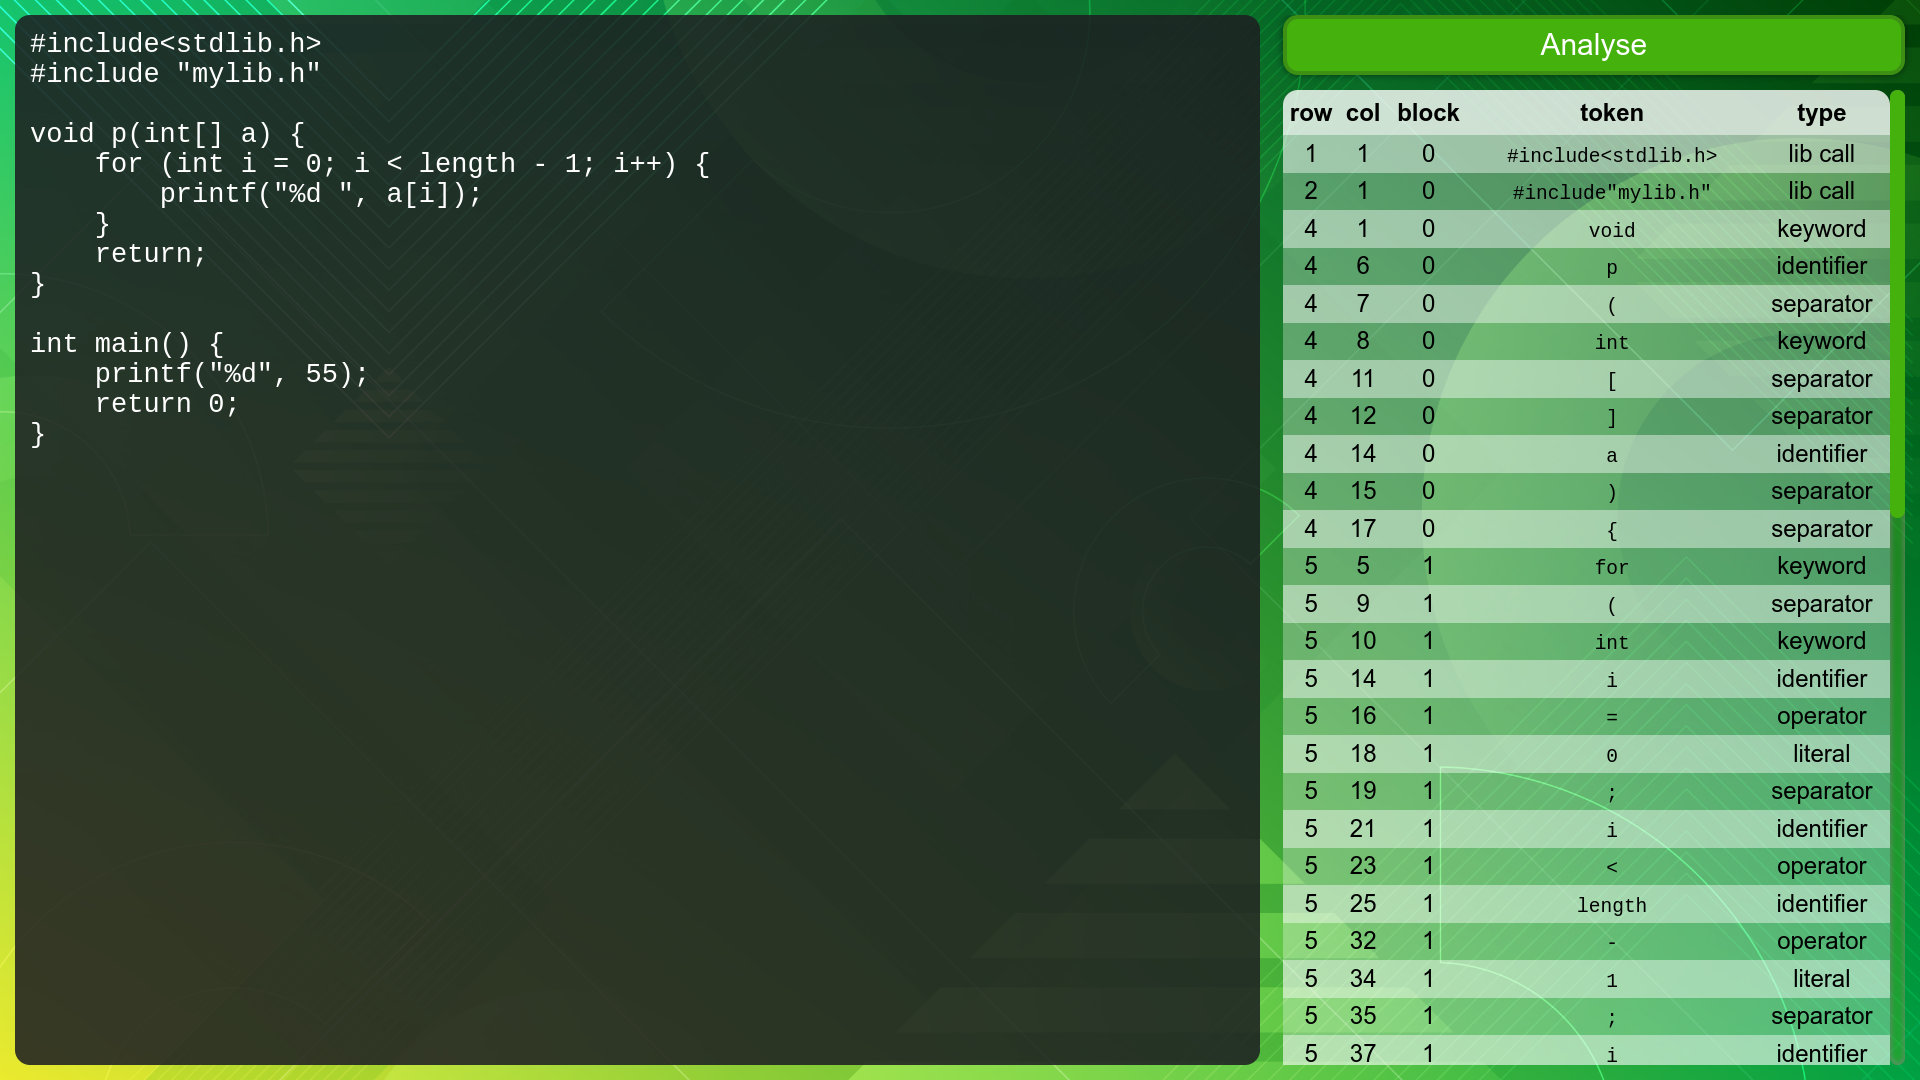 #include<stdlib.h>
#include "mylib.h"

void p(int[] a) {
    for (int i = 0; i < length - 1; i++) {
        printf("%d ", a[i]);
    }
    return;
}

int main() {
    printf("%d", 55);
    return 0;
}
Analyse
row col block token type
1 1 0 #include<stdlib.h> lib call
2 1 0 #include"mylib.h" lib call
4 1 0 void keyword
4 6 0 p identifier
4 7 0 ( separator
4 8 0 int keyword
4 11 0 [ separator
4 12 0 ] separator
4 14 0 a identifier
4 15 0 ) separator
4 17 0 { separator
5 5 1 for keyword
5 9 1 ( separator
5 10 1 int keyword
5 14 1 i identifier
5 16 1 = operator
5 18 1 0 literal
5 19 1 ; separator
5 21 1 i identifier
5 23 1 < operator
5 25 1 length identifier
5 32 1 - operator
5 34 1 1 literal
5 35 1 ; separator
5 37 1 i identifier